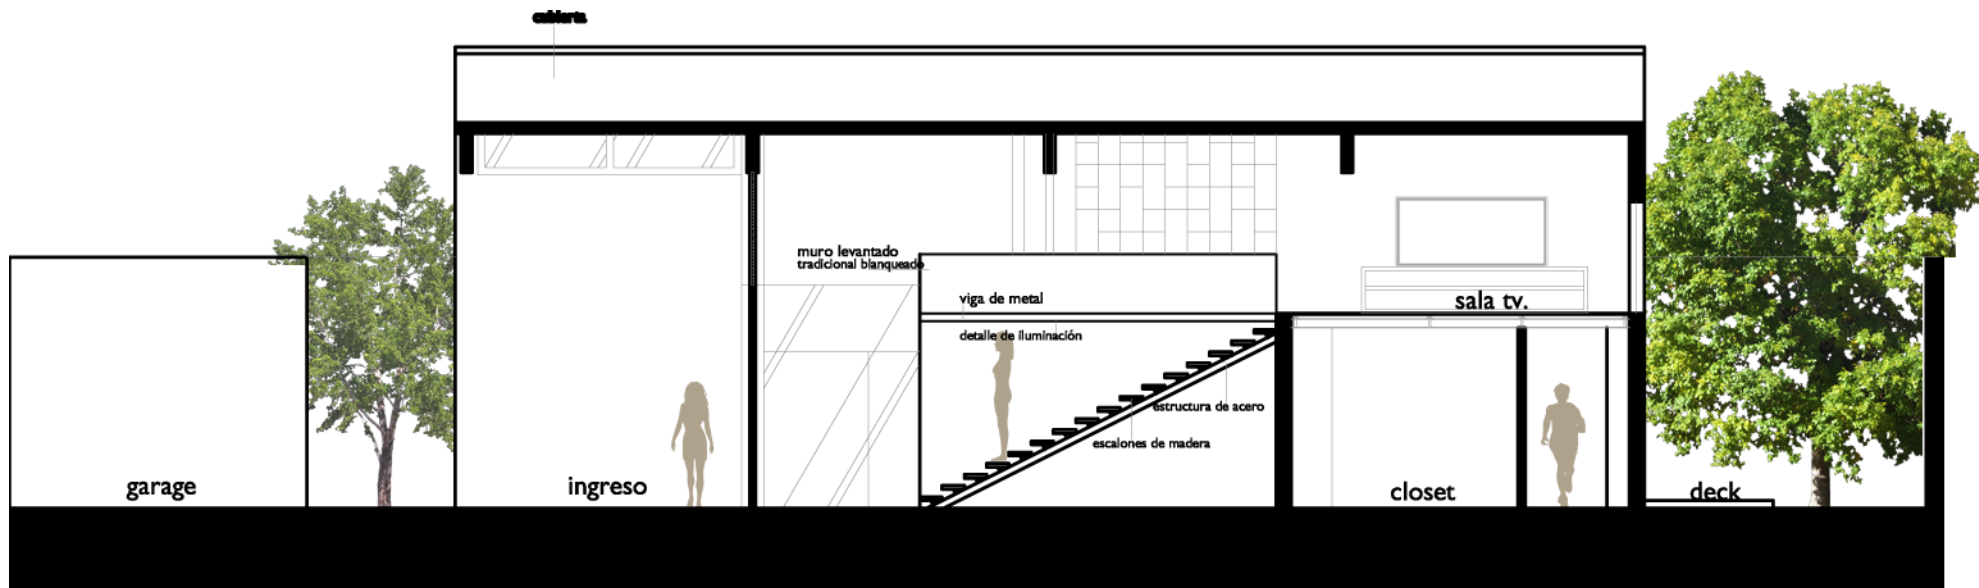 cubierta
muro levantado
tradicional blanqueado
viga de metal
sala tv.
detalle de iluminación
estructura de acero
escalones de madera
garage
ingreso
closet
deck